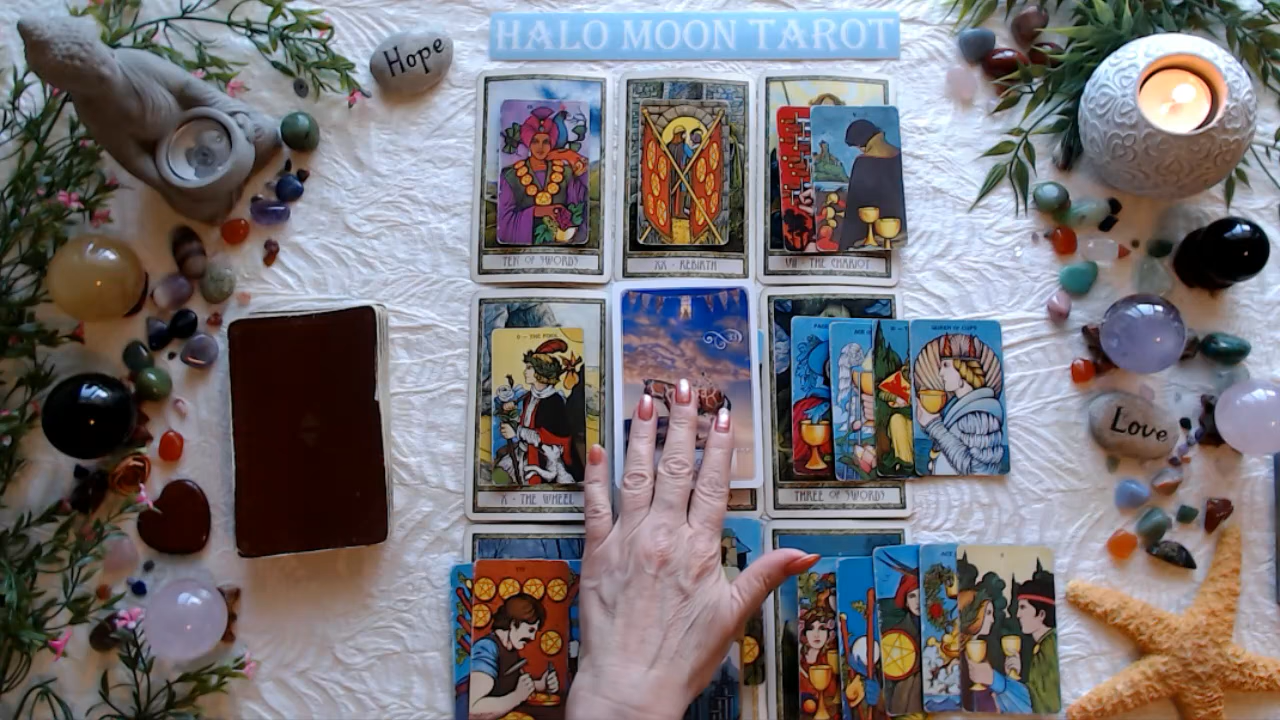 HALO MOON TAROT
Hope
TEN OF SWORDS
XX - REBIRTH
VII - THE CHARIOT
0 — THE FOOL
QUEEN OF CUPS
X - THE WHEEL
THREE OF SWORDS
Love
VIII